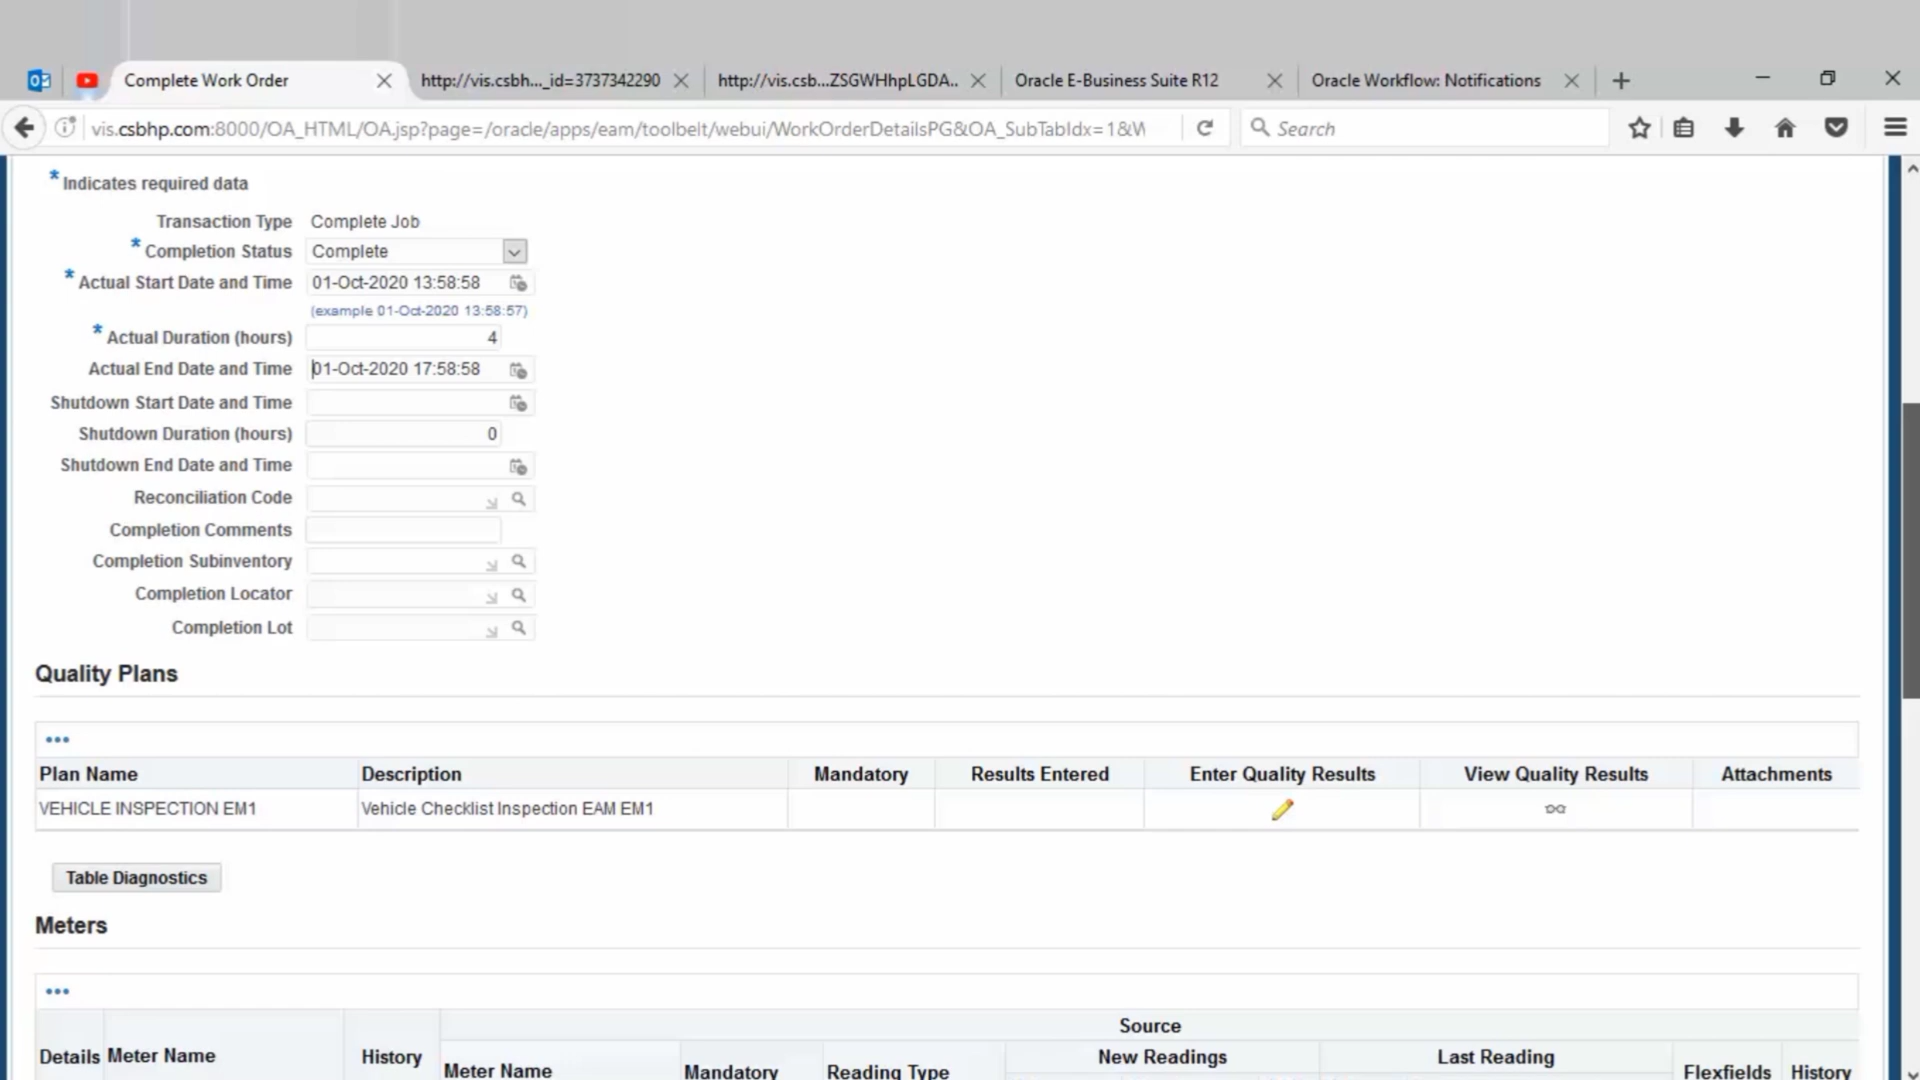 Complete Work Order
http://vis.csbh..._id=3737342290
http://vis.csb...ZSGWHhpLGDA..
Oracle E-Business Suite R12
Oracle Workflow: Notifications
vis.csbhp.com:8000/OA_HTML/OA.jsp?page=/oracle/apps/eam/toolbelt/webui/WorkOrderDetailsPG&OA_SubTabIdx=1&W
Search
* Indicates required data
Transaction Type Complete Job
* Completion Status Complete
* Actual Start Date and Time 01-Oct-2020 13:58:58
(example 01-Oct-2020 13:58:57)
* Actual Duration (hours) 4
Actual End Date and Time 01-Oct-2020 17:58:58
Shutdown Start Date and Time
Shutdown Duration (hours) 0
Shutdown End Date and Time
Reconciliation Code
Completion Comments
Completion Subinventory
Completion Locator
Completion Lot
Quality Plans
Plan Name Description Mandatory Results Entered Enter Quality Results View Quality Results Attachments
VEHICLE INSPECTION EM1 Vehicle Checklist Inspection EAM EM1
Table Diagnostics
Meters
Source
Details Meter Name History New Readings Last Reading
Meter Name Mandatory Reading Type Flexfields History